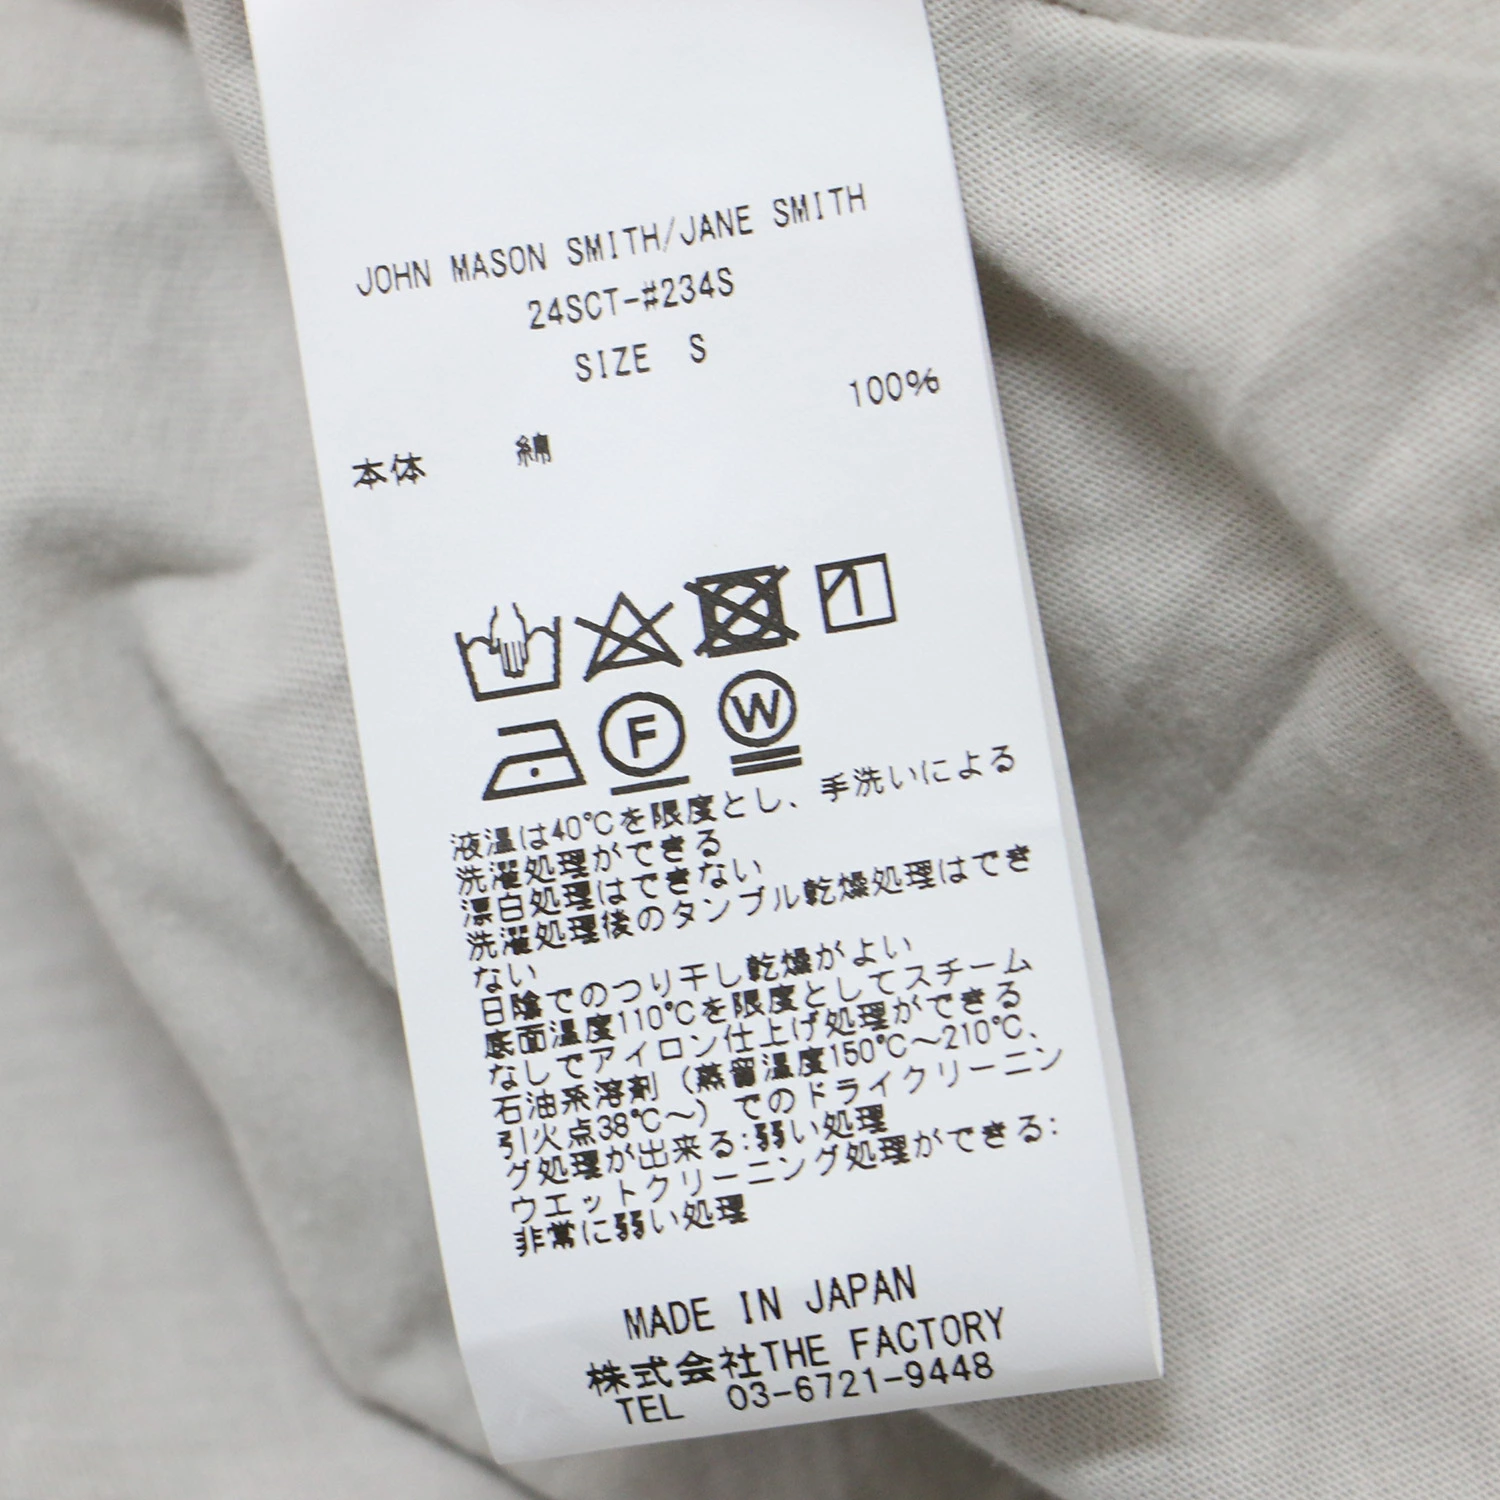 JOHN MASON SMITH/JANE SMITH
24SCT-#234S
SIZE S
本体 綿 100%
F W
液温は40℃を限度とし、手洗いによる
洗濯処理ができる
漂白処理はできない
洗濯処理後のタンブル乾燥処理はでき
ない
日陰でのつり干し乾燥がよい
底面温度110℃を限度としてスチーム
なしでアイロン仕上げ処理ができる
石油系溶剤（蒸留温度150℃～210℃、
引火点38℃～）でのドライクリーニン
グ処理が出来る:弱い処理
ウエットクリーニング処理ができる:
非常に弱い処理
MADE IN JAPAN
株式会社THE FACTORY
TEL 03-6721-9448